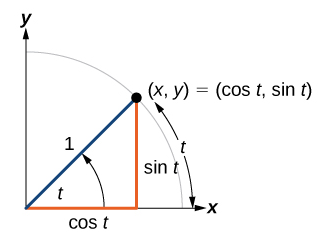 y
(x, y) = (cos t, sin t)
1
t
sin t
t
x
cos t